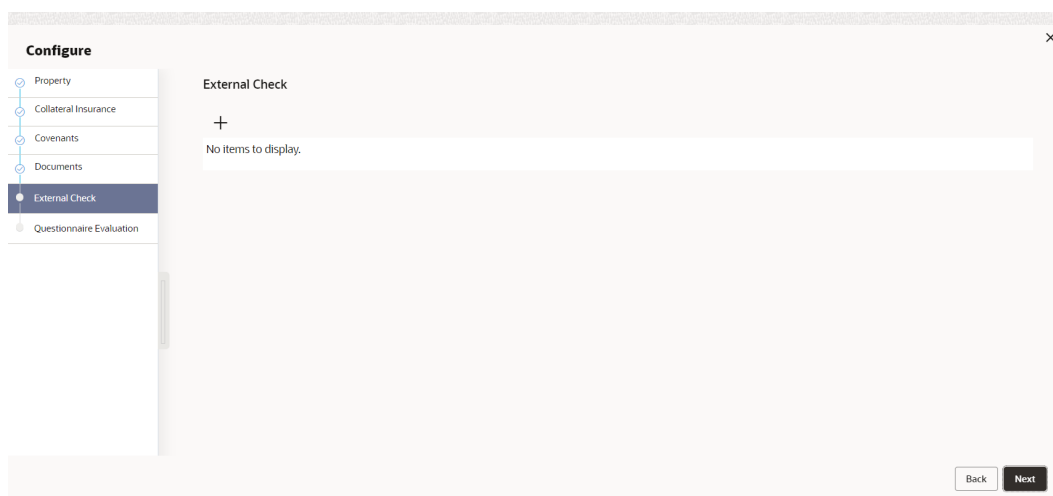 Configure
Property
Collateral Insurance
Covenants
Documents
External Check
Questionnaire Evaluation
External Check
No items to display.
Back
Next